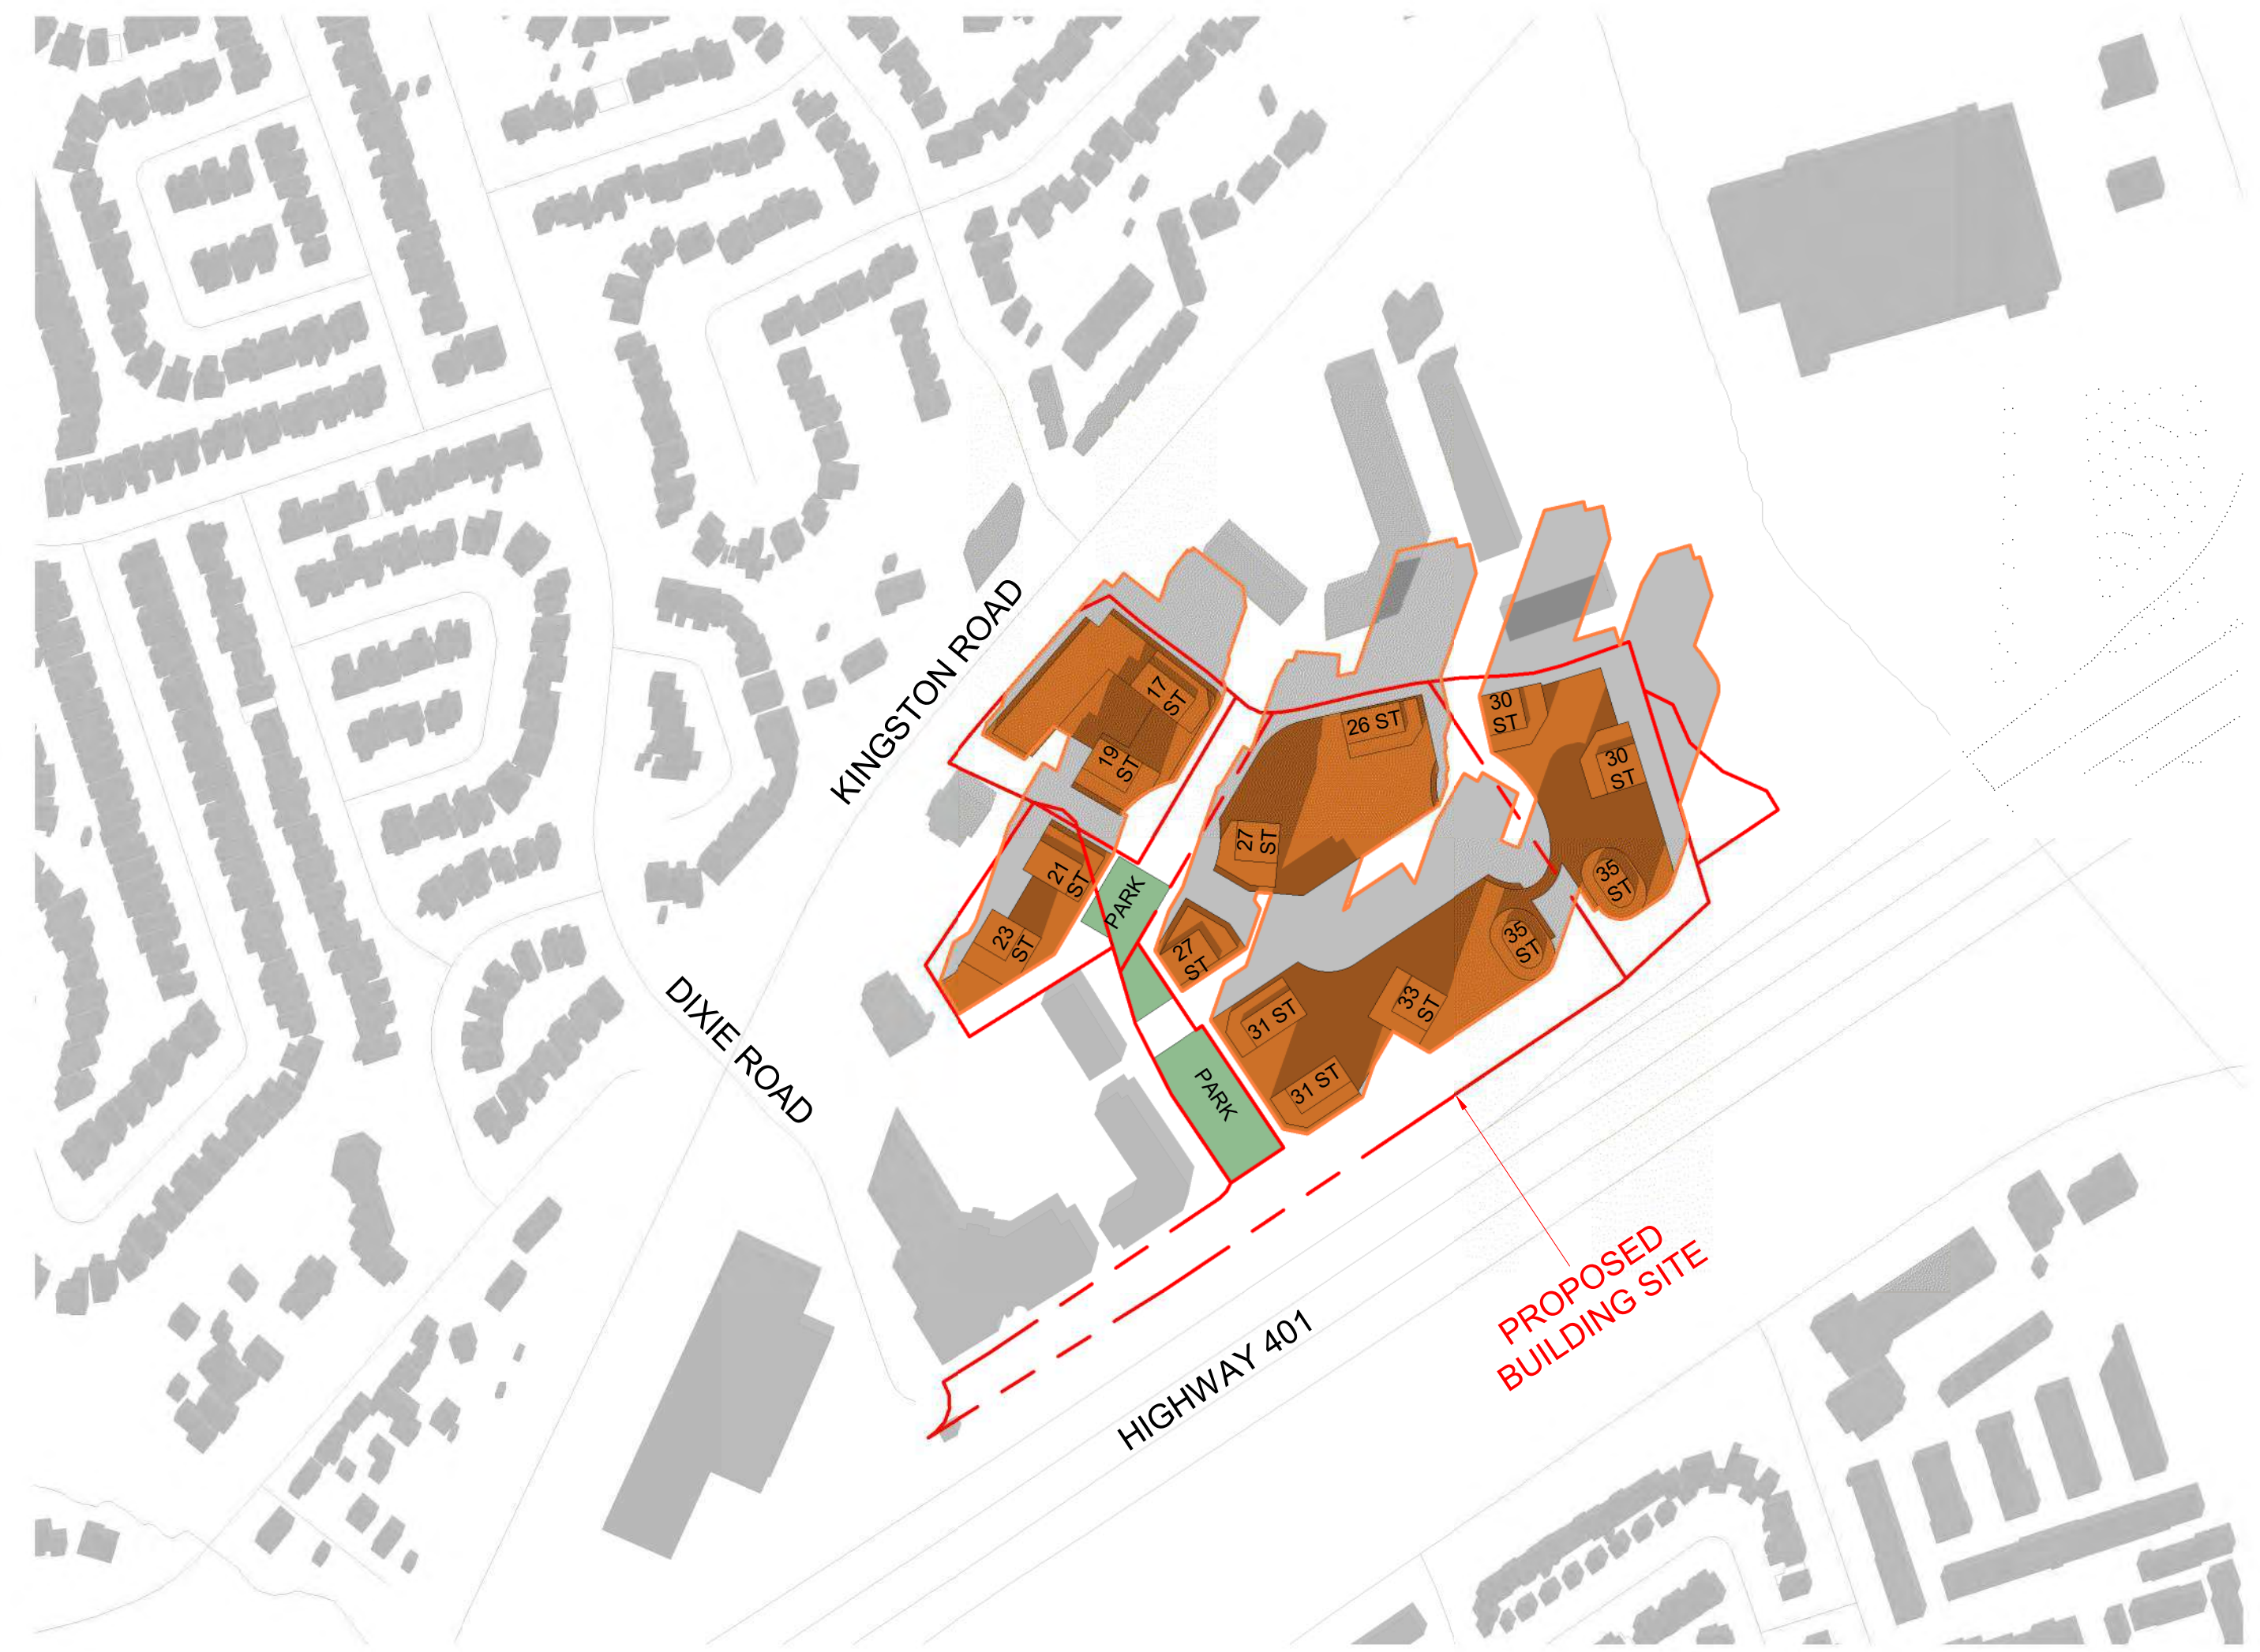 KINGSTON ROAD
17
ST
19
ST
26 ST
30
ST
30
ST
27
ST
21
ST
35
ST
PARK
23
ST
27
ST
35
ST
31 ST
33
ST
31 ST
PARK
DIXIE ROAD
PROPOSED
BUILDING SITE
HIGHWAY 401